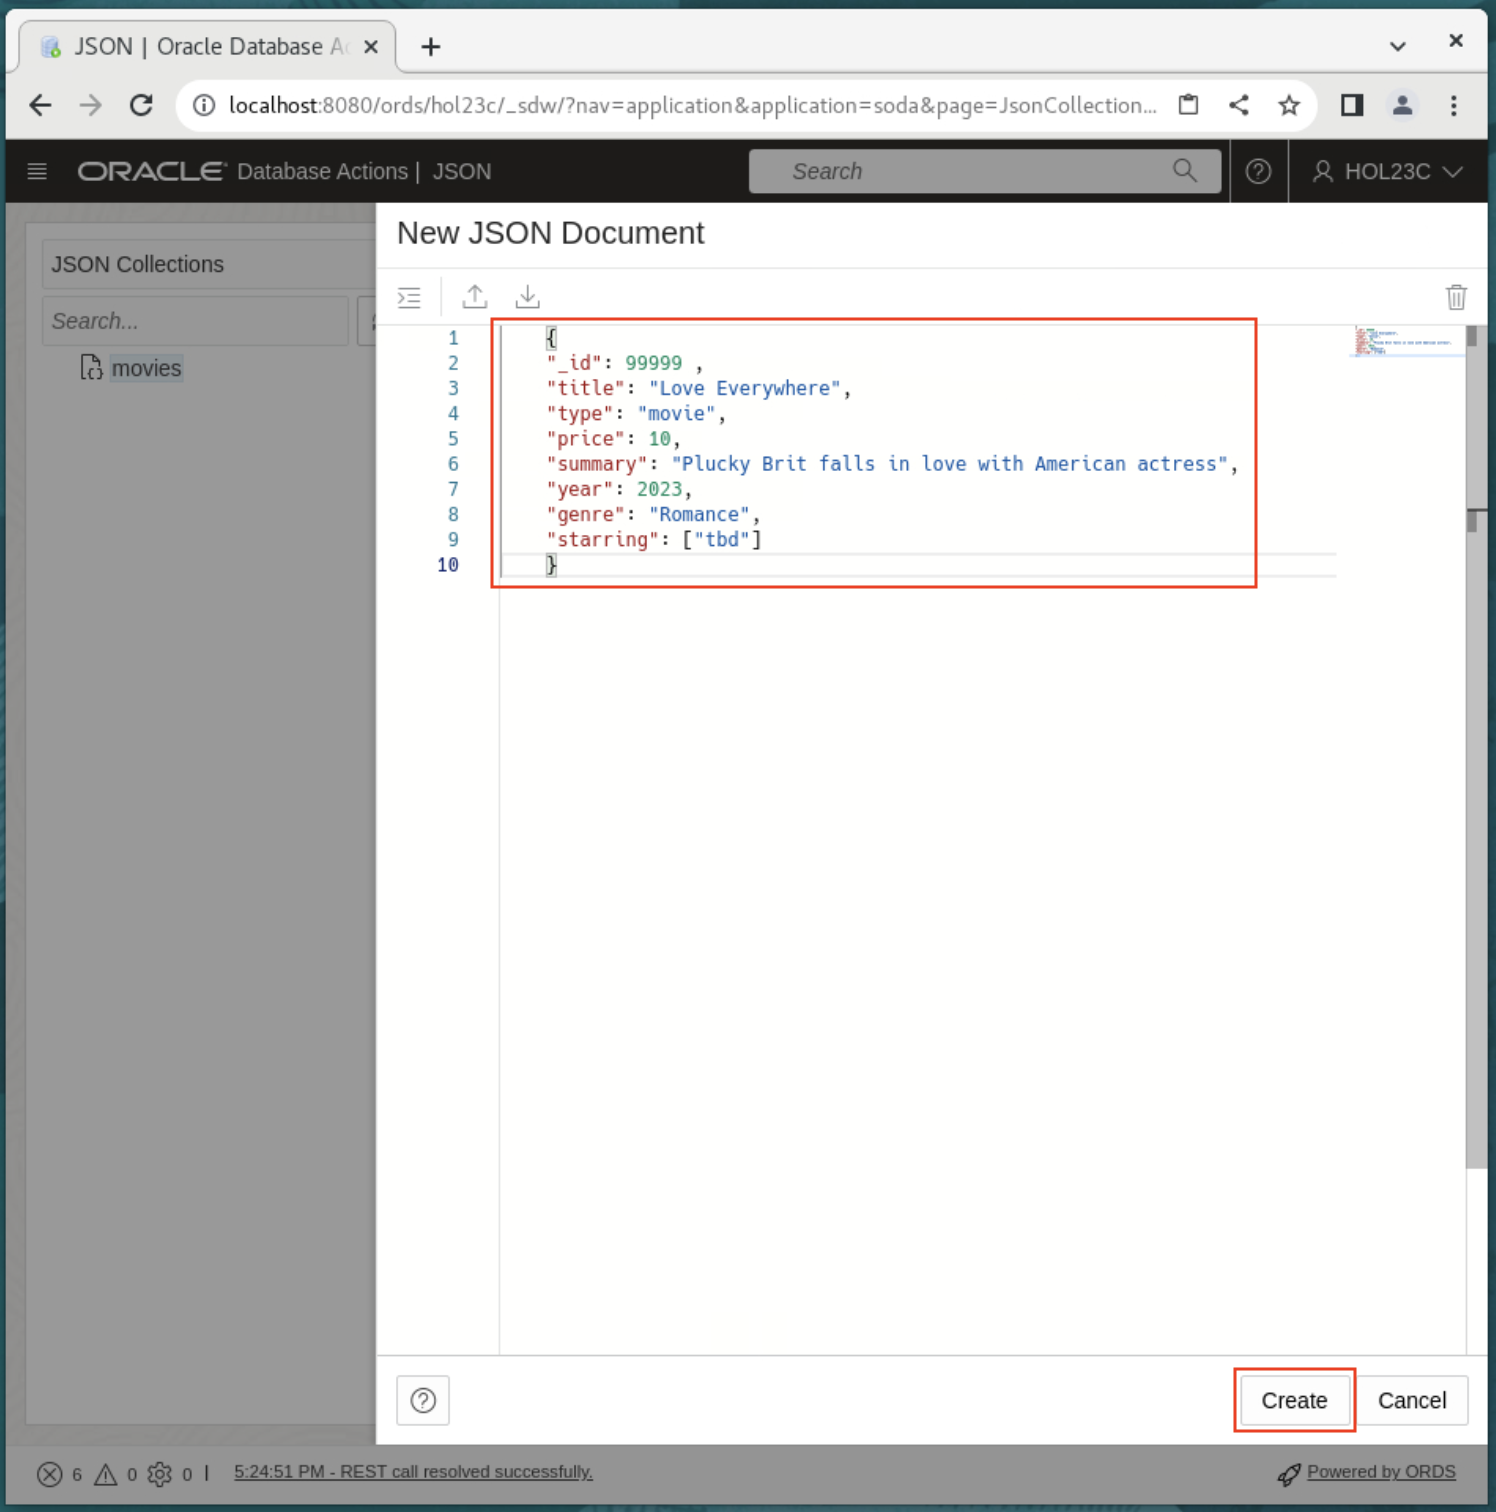 JSON | Oracle Database Ac
localhost:8080/ords/hol23c/_sdw/?nav=application&application=soda&page=JsonCollection...
ORACLE Database Actions | JSON
Search
HOL23C
New JSON Document
JSON Collections
Search...
movies
1 {
2 "_id": 99999 ,
3 "title": "Love Everywhere",
4 "type": "movie",
5 "price": 10,
6 "summary": "Plucky Brit falls in love with American actress",
7 "year": 2023,
8 "genre": "Romance",
9 "starring": ["tbd"]
10 }
Create
Cancel
6 0 0 | 5:24:51 PM - REST call resolved successfully.
Powered by ORDS